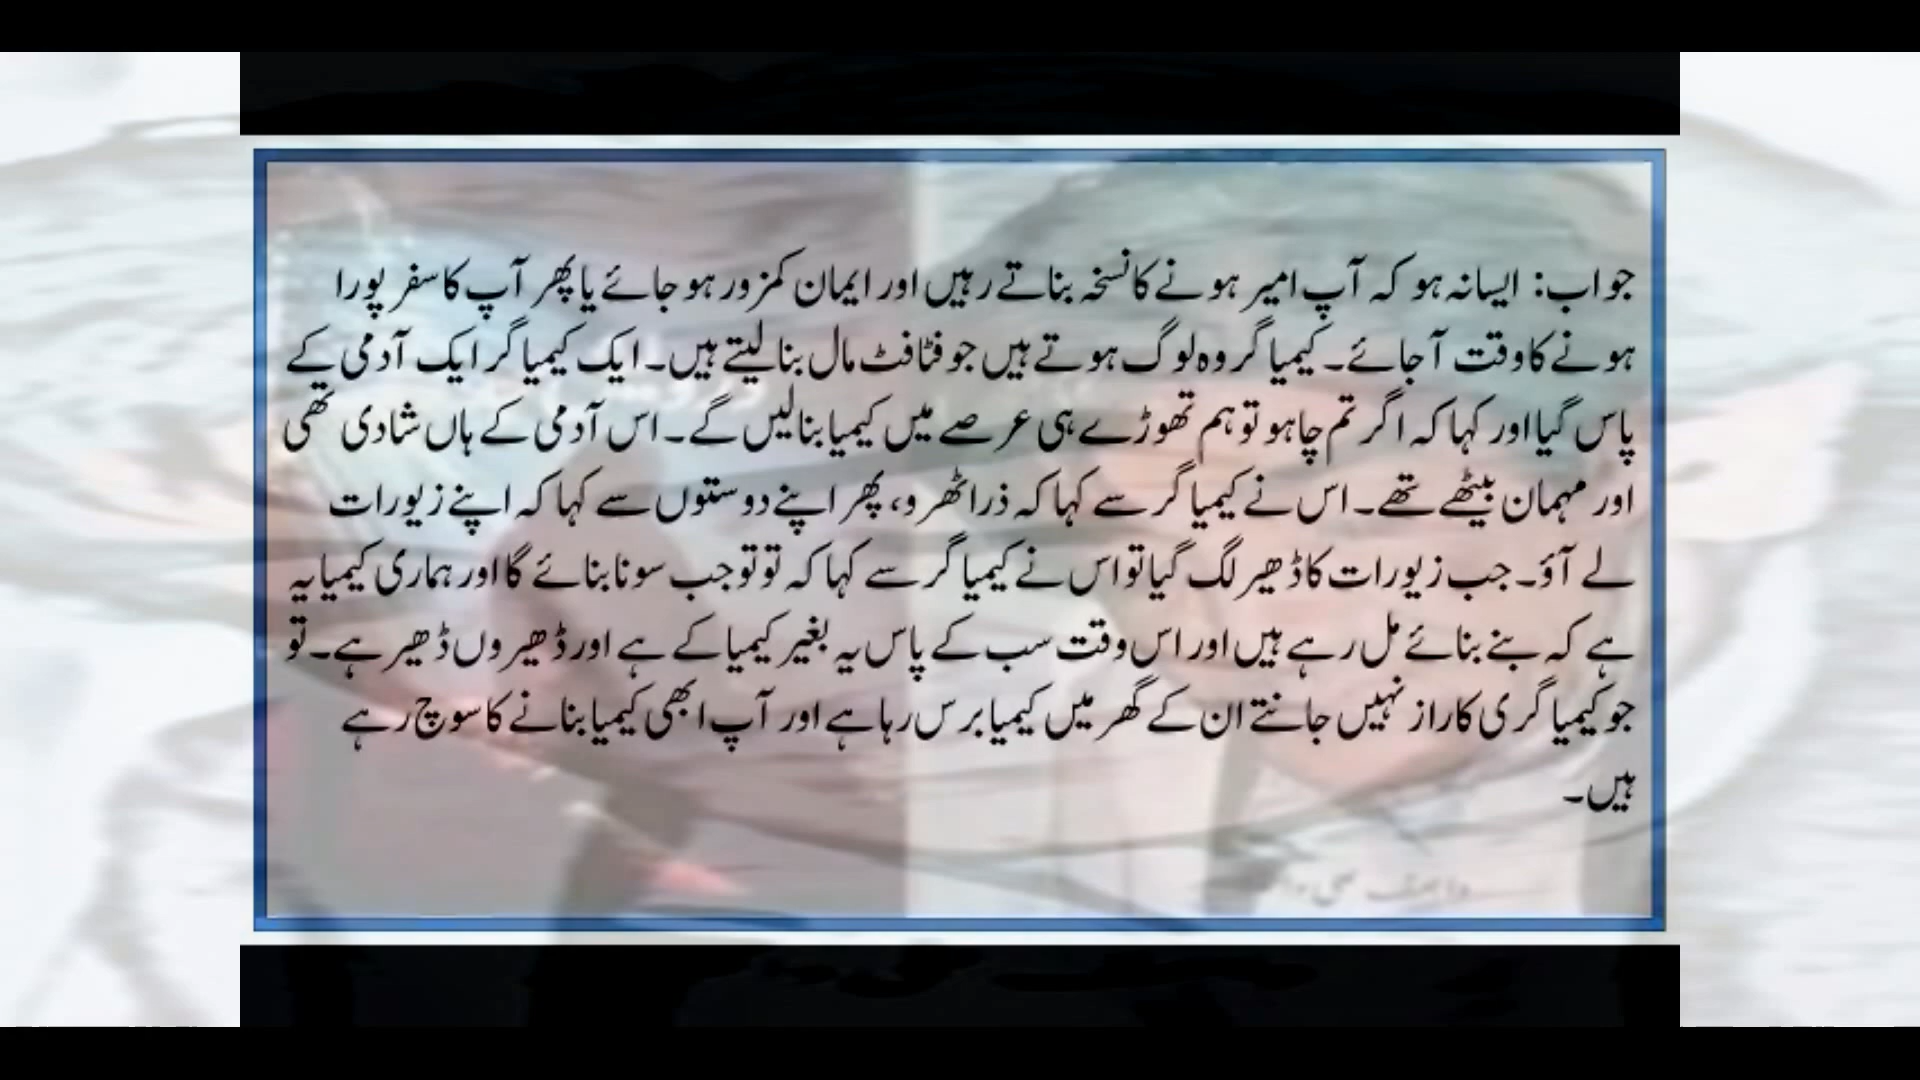 جواب: ایسا نہ ہو کہ آپ امیر ہونے کا نسخہ بناتے رہیں اور ایمان کمزور ہو جائے یا پھر آپ کا سفر پورا
ہونے کا وقت آ جائے۔ کیمیا گر وہ لوگ ہوتے ہیں جو فٹافٹ مال بنا لیتے ہیں۔ ایک کیمیا گر ایک آدمی کے
پاس گیا اور کہا کہ اگر تم چاہو تو ہم تھوڑے ہی عرصے میں کیمیا بنا لیں گے۔ اس آدمی کے ہاں شادی تھی
اور مہمان بیٹھے تھے۔ اس نے کیمیا گر سے کہا کہ ذرا ٹھرو، پھر اپنے دوستوں سے کہا کہ اپنے زیورات
لے آؤ۔ جب زیورات کا ڈھیر لگ گیا تو اس نے کیمیا گر سے کہا کہ تو تو جب سونا بنائے گا اور ہماری کیمیا یہ
ہے کہ بنے بنائے مل رہے ہیں اور اس وقت سب کے پاس یہ بغیر کیمیا کے ہے اور ڈھیروں ڈھیر ہے۔ تو
جو کیمیا گری کا راز نہیں جانتے ان کے گھر میں کیمیا برس رہا ہے اور آپ ابھی کیمیا بنانے کا سوچ رہے
ہیں۔